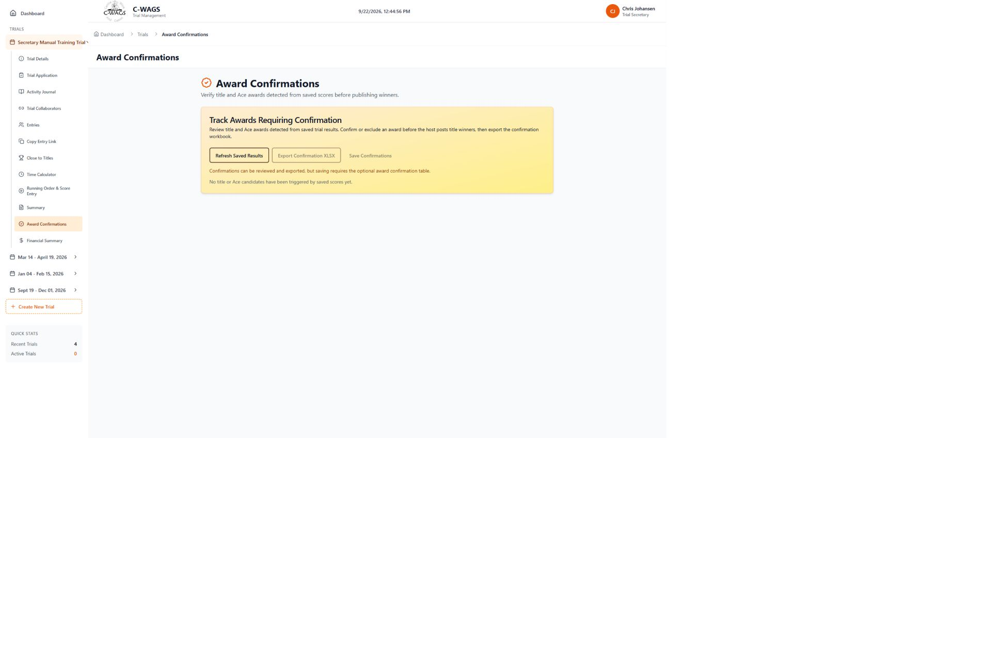 Dashboard
TRIALS
Secretary Manual Training Trial
Trial Details
Trial Application
Activity Journal
Trial Collaborators
Entries
Copy Entry Link
Close to Titles
Time Calculator
Running Order & Score
Entry
Summary
Award Confirmations
Financial Summary
Mar 14 - April 19, 2026
Jan 04 - Feb 15, 2026
Sept 19 - Dec 01, 2026
Create New Trial
QUICK STATS
Recent Trials 4
Active Trials 0
C-WAGS
C-WAGS
Trial Management
9/22/2026, 12:44:56 PM
CJ
Chris Johansen
Trial Secretary
Dashboard > Trials > Award Confirmations
Award Confirmations
Award Confirmations
Verify title and Ace awards detected from saved scores before publishing winners.
Track Awards Requiring Confirmation
Review title and Ace awards detected from saved trial results. Confirm or exclude an award before the host posts title winners, then export the confirmation
workbook.
Refresh Saved Results
Export Confirmation XLSX
Save Confirmations
Confirmations can be reviewed and exported, but saving requires the optional award confirmation table.
No title or Ace candidates have been triggered by saved scores yet.